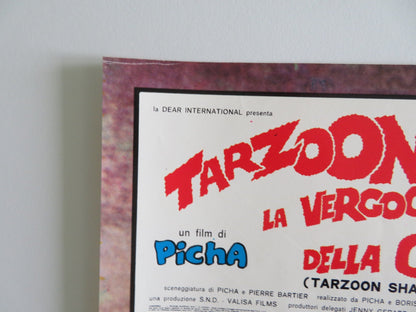 la DEAR INTERNATIONAL presenta
TARZOON
LA VERGOG
un film di
PICHA
DELLA
(TARZOON SHA
sceneggiatura di PICHA e PIERRE BARTIER realizzato da PICHA e BORIS
una produzione S.N.D. - VALISA FILMS produttori delegati JENNY GERARD